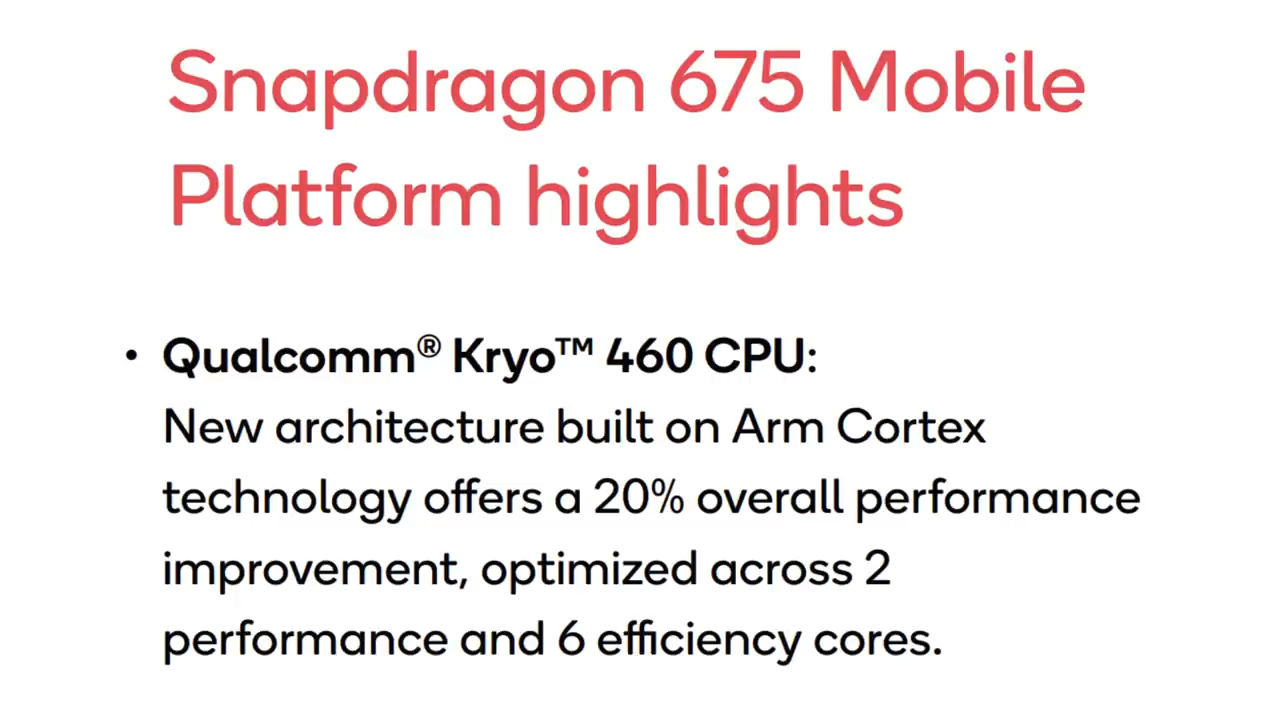 Snapdragon 675 Mobile
Platform highlights
• Qualcomm® Kryo™ 460 CPU:
New architecture built on Arm Cortex
technology offers a 20% overall performance
improvement, optimized across 2
performance and 6 efficiency cores.